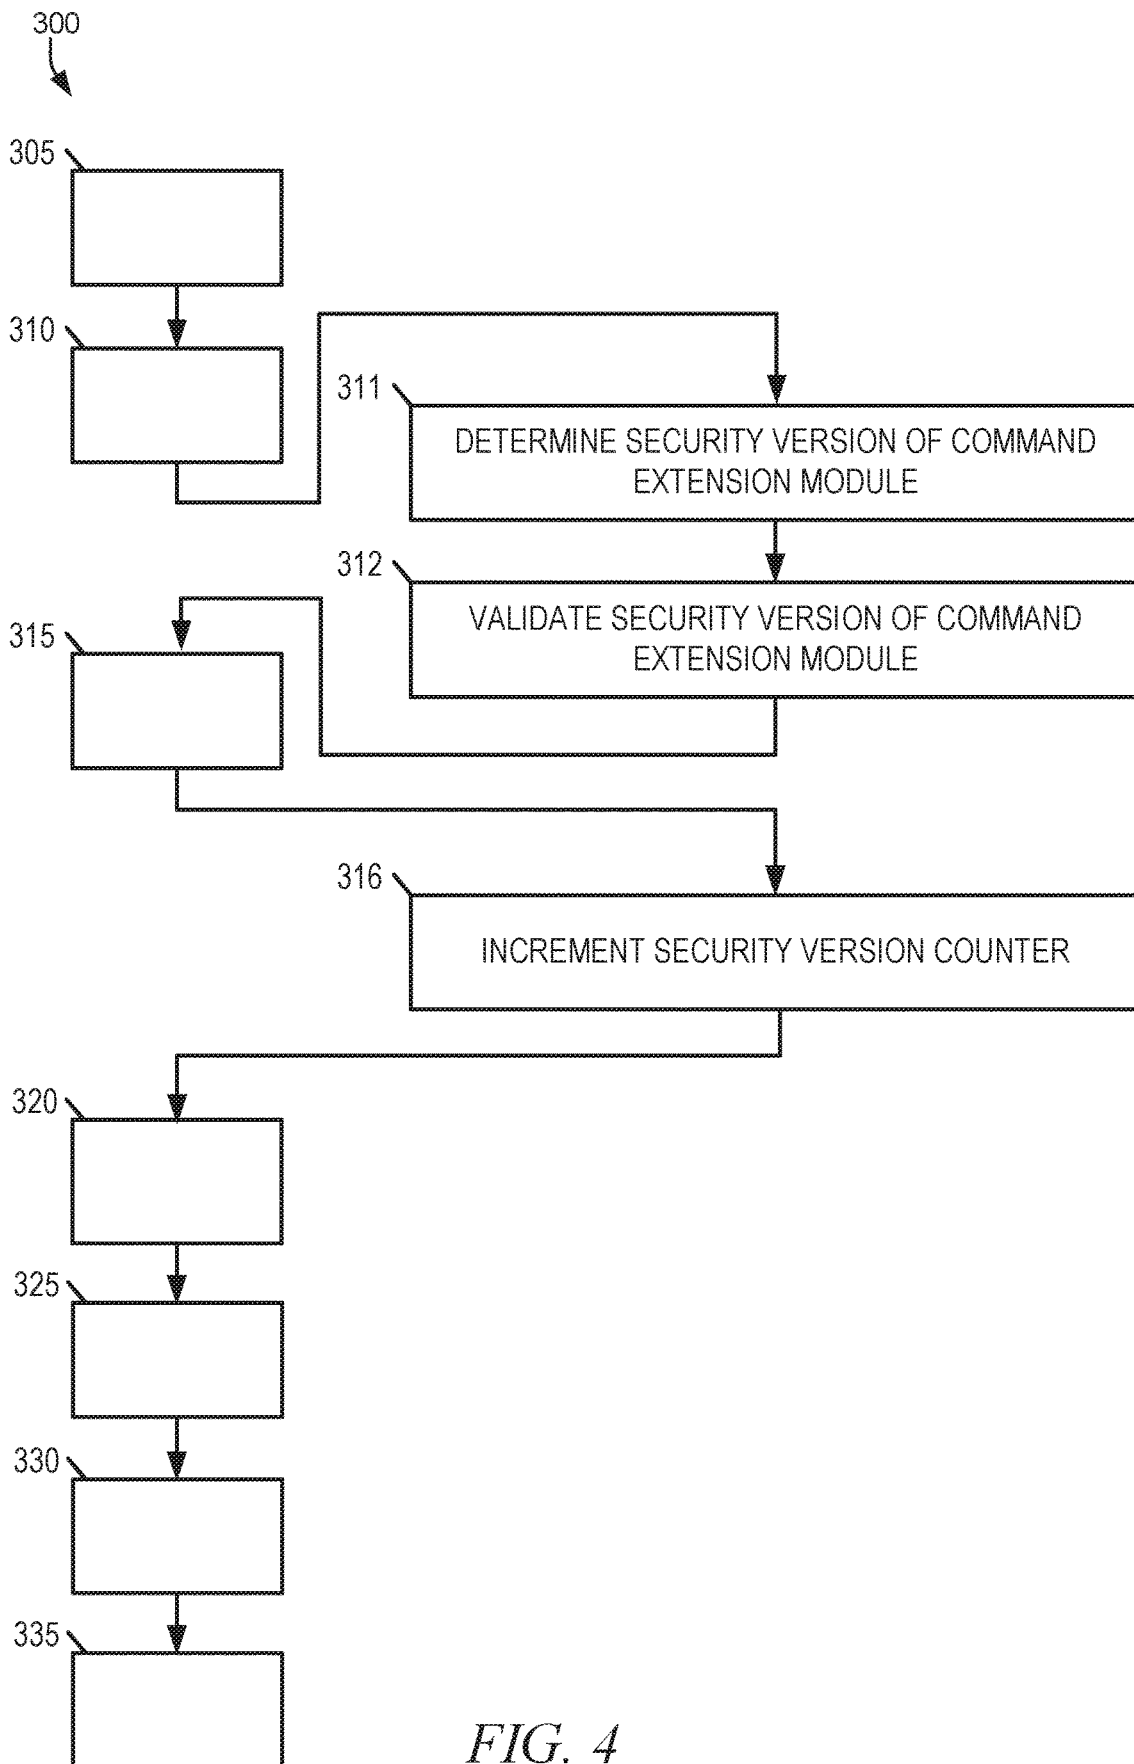 300
305
310
311
DETERMINE SECURITY VERSION OF COMMAND
EXTENSION MODULE
312
VALIDATE SECURITY VERSION OF COMMAND
EXTENSION MODULE
315
316
INCREMENT SECURITY VERSION COUNTER
320
325
330
335
FIG. 4